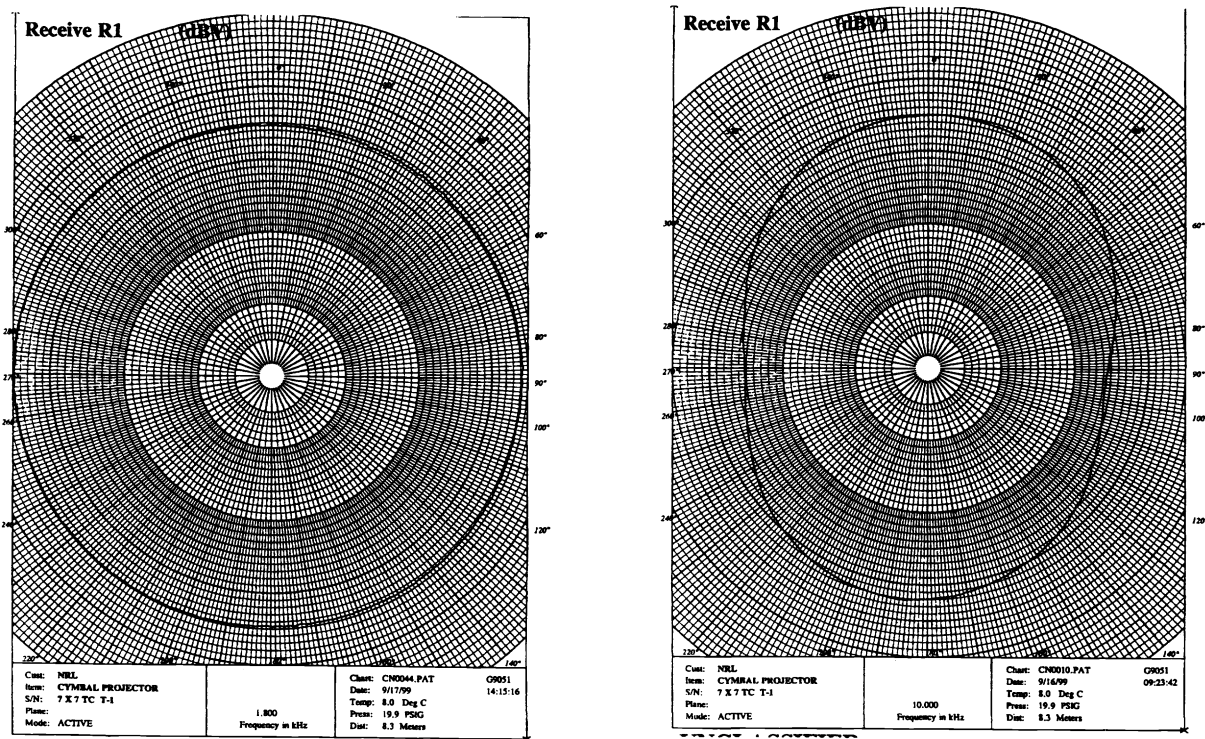 Receive R1 (dBV)
0°
300°
60°
280°
80°
270°
90°
260°
100°
240°
120°
220°
140°
Cust: NRL
Item: CYMBAL PROJECTOR
S/N: 7 X 7 TC T-1
Plane:
Mode: ACTIVE
1.800
Frequency in kHz
Chart: CN0044.PAT G9051
Date: 9/17/99 14:15:16
Temp: 8.0 Deg C
Press: 19.9 PSIG
Dist: 8.3 Meters
Receive R1 (dBV)
0°
300°
60°
280°
80°
270°
90°
260°
100°
240°
120°
220°
140°
Cust: NRL
Item: CYMBAL PROJECTOR
S/N: 7 X 7 TC T-1
Plane:
Mode: ACTIVE
10.000
Frequency in kHz
Chart: CN0010.PAT G9051
Date: 9/16/99 09:23:42
Temp: 8.0 Deg C
Press: 19.9 PSIG
Dist: 8.3 Meters